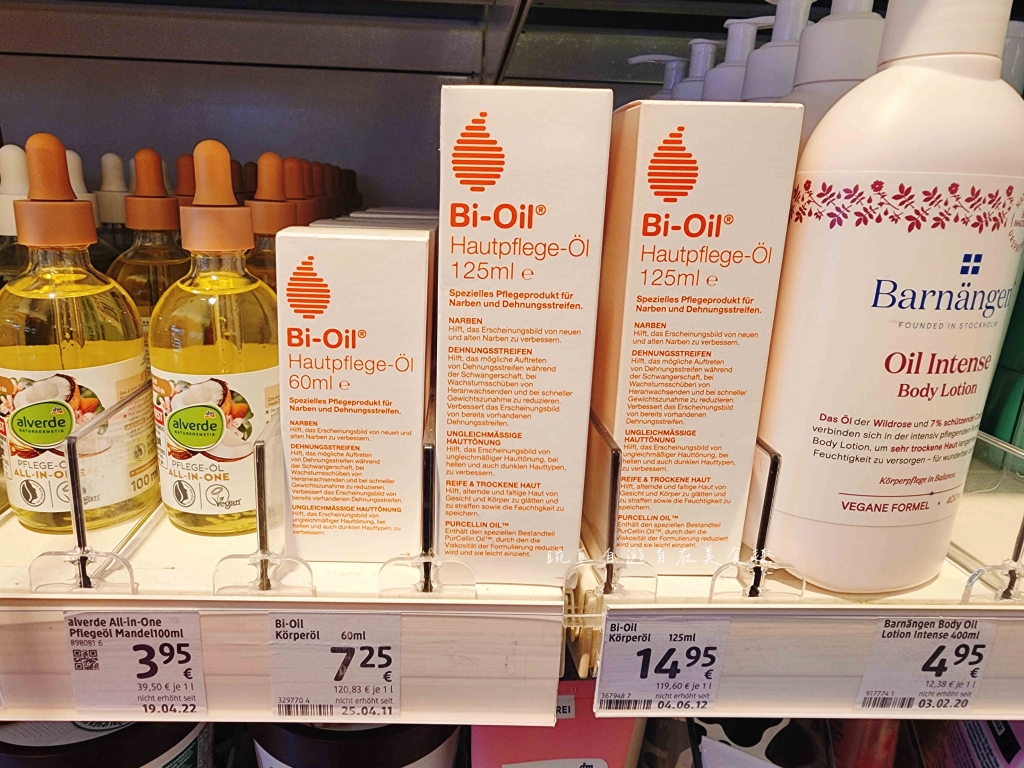 dm
alverde
NATURKOSMETIK
PFLEGE-Ö
ALL-IN-O
100 m
dm
alverde
NATURKOSMETIK
PFLEGE-ÖL
ALL-IN-ONE
Vegan
Bi-Oil®
Hautpflege-Öl
60ml ℮
Spezielles Pflegeprodukt für
Narben und Dehnungsstreifen.
NARBEN
Hilft, das Erscheinungsbild von neuen und
alten Narben zu verbessern.
DEHNUNGSSTREIFEN
Hilft, das mögliche Auftreten
von Dehnungsstreifen während
der Schwangerschaft, bei
Wachstumsschüben von
Heranwachsenden und bei schneller
Gewichtszunahme zu reduzieren.
Verbessert das Erscheinungsbild von
bereits vorhandenen Dehnungsstreifen.
UNGLEICHMÄSSIGE HAUTTÖNUNG
Hilft, das Erscheinungsbild von
ungleichmäßiger Hauttönung, bei
hellen und auch dunklen Hauttypen, zu
verbessern.
Bi-Oil®
Hautpflege-Öl
125ml ℮
Spezielles Pflegeprodukt für
Narben und Dehnungsstreifen.
NARBEN
Hilft, das Erscheinungsbild von neuen
und alten Narben zu verbessern.
DEHNUNGSSTREIFEN
Hilft, das mögliche Auftreten
von Dehnungsstreifen während
der Schwangerschaft, bei
Wachstumsschüben von
Heranwachsenden und bei schneller
Gewichtszunahme zu reduzieren.
Verbessert das Erscheinungsbild
von bereits vorhandenen
Dehnungsstreifen.
UNGLEICHMÄSSIGE
HAUTTÖNUNG
Hilft, das Erscheinungsbild von
ungleichmäßiger Hauttönung, bei
hellen und auch dunklen Hauttypen,
zu verbessern.
REIFE & TROCKENE HAUT
Hilft, alternde und faltige Haut von
Gesicht und Körper zu glätten und
zu straffen sowie die Feuchtigkeit zu
speichern.
PURCELLIN OIL™
Enthält den speziellen Bestandteil
PurCellin Oil™, durch den die
Viskosität der Formulierung reduziert
wird und sie leicht einzieht.
Bi-Oil®
Hautpflege-Öl
125ml ℮
Spezielles Pflegeprodukt für
Narben und Dehnungsstreifen.
NARBEN
Hilft, das Erscheinungsbild von neuen
und alten Narben zu verbessern.
DEHNUNGSSTREIFEN
Hilft, das mögliche Auftreten
von Dehnungsstreifen während
der Schwangerschaft, bei
Wachstumsschüben von
Heranwachsenden und bei schneller
Gewichtszunahme zu reduzieren.
Verbessert das Erscheinungsbild
von bereits vorhandenen
Dehnungsstreifen.
UNGLEICHMÄSSIGE
HAUTTÖNUNG
Hilft, das Erscheinungsbild von
ungleichmäßiger Hauttönung, bei
hellen und auch dunklen Hauttypen,
zu verbessern.
REIFE & TROCKENE HAUT
Hilft, alternde und faltige Haut von
Gesicht und Körper zu glätten und
zu straffen sowie die Feuchtigkeit zu
speichern.
PURCELLIN OIL™
Enthält den speziellen Bestandteil
PurCellin Oil™, durch den die
Viskosität der Formulierung reduziert
wird und sie leicht einzieht.
Barnängen
FOUNDED IN STOCKHOLM
Oil Intense
Body Lotion
Das Öl der Wildrose und 7% schützende
verbinden sich in der intensiv pflegenden
Body Lotion, um sehr trockene Haut
Feuchtigkeit zu versorgen - für
Körperpflege in Balance.
VEGANE FORMEL • 400
alverde All-in-One
Pflegeöl Mandel100ml
898081 6
3 95 €
39,50 € je 1 l
nicht erhöht seit
19.04.22
Bi-Oil
Körperöl 60ml
7 25 €
120,83 € je 1 l
329770 4 nicht erhöht seit
25.04.11
Bi-Oil
Körperöl 125ml
14 95 €
119,60 € je 1 l
367948 7 nicht erhöht seit
04.06.12
Barnängen Body Oil
Lotion Intense 400ml
4 95 €
12,38 € je 1 l
917774 1 nicht erhöht seit
03.02.20
REI
dm